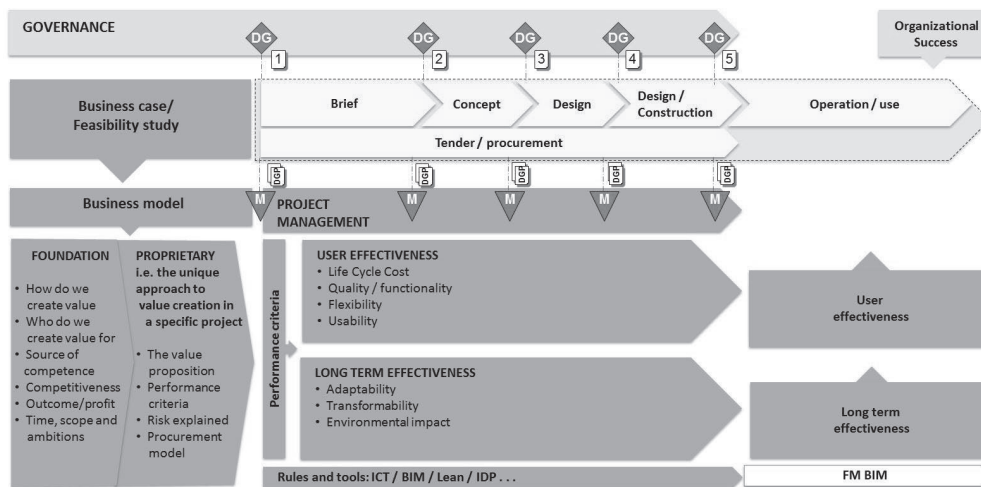 GOVERNANCE
DG
DG
DG
DG
DG
1
2
3
4
5
Organizational
Success
Business case/
Feasibility study
Brief
Concept
Design
Design /
Construction
Operation / use
Tender / procurement
DGP
DGP
DGP
DGP
DGP
M
M
M
M
M
Business model
PROJECT
MANAGEMENT
FOUNDATION
• How do we
create value
• Who do we
create value for
• Source of
competence
• Competitiveness
• Outcome/profit
• Time, scope and
ambitions
PROPRIETARY
i.e. the unique
approach to
value creation in
a specific project
• The value
proposition
• Performance
criteria
• Risk explained
• Procurement
model
Performance criteria
USER EFFECTIVENESS
• Life Cycle Cost
• Quality / functionality
• Flexibility
• Usability
LONG TERM EFFECTIVENESS
• Adaptability
• Transformability
• Environmental impact
User
effectiveness
Long term
effectiveness
Rules and tools: ICT / BIM / Lean / IDP . . .
FM BIM